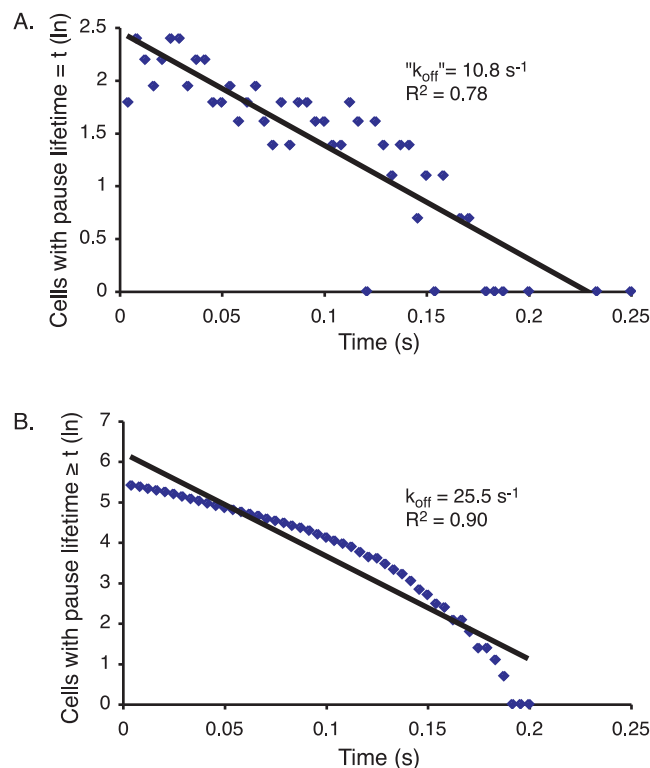 A.
Cells with pause lifetime = t (ln)
2.5
2
1.5
1
0.5
0
"k_off" = 10.8 s⁻¹
R² = 0.78
0 0.05 0.1 0.15 0.2 0.25
Time (s)
B.
Cells with pause lifetime ≥ t (ln)
7
6
5
4
3
2
1
0
k_off = 25.5 s⁻¹
R² = 0.90
0 0.05 0.1 0.15 0.2 0.25
Time (s)